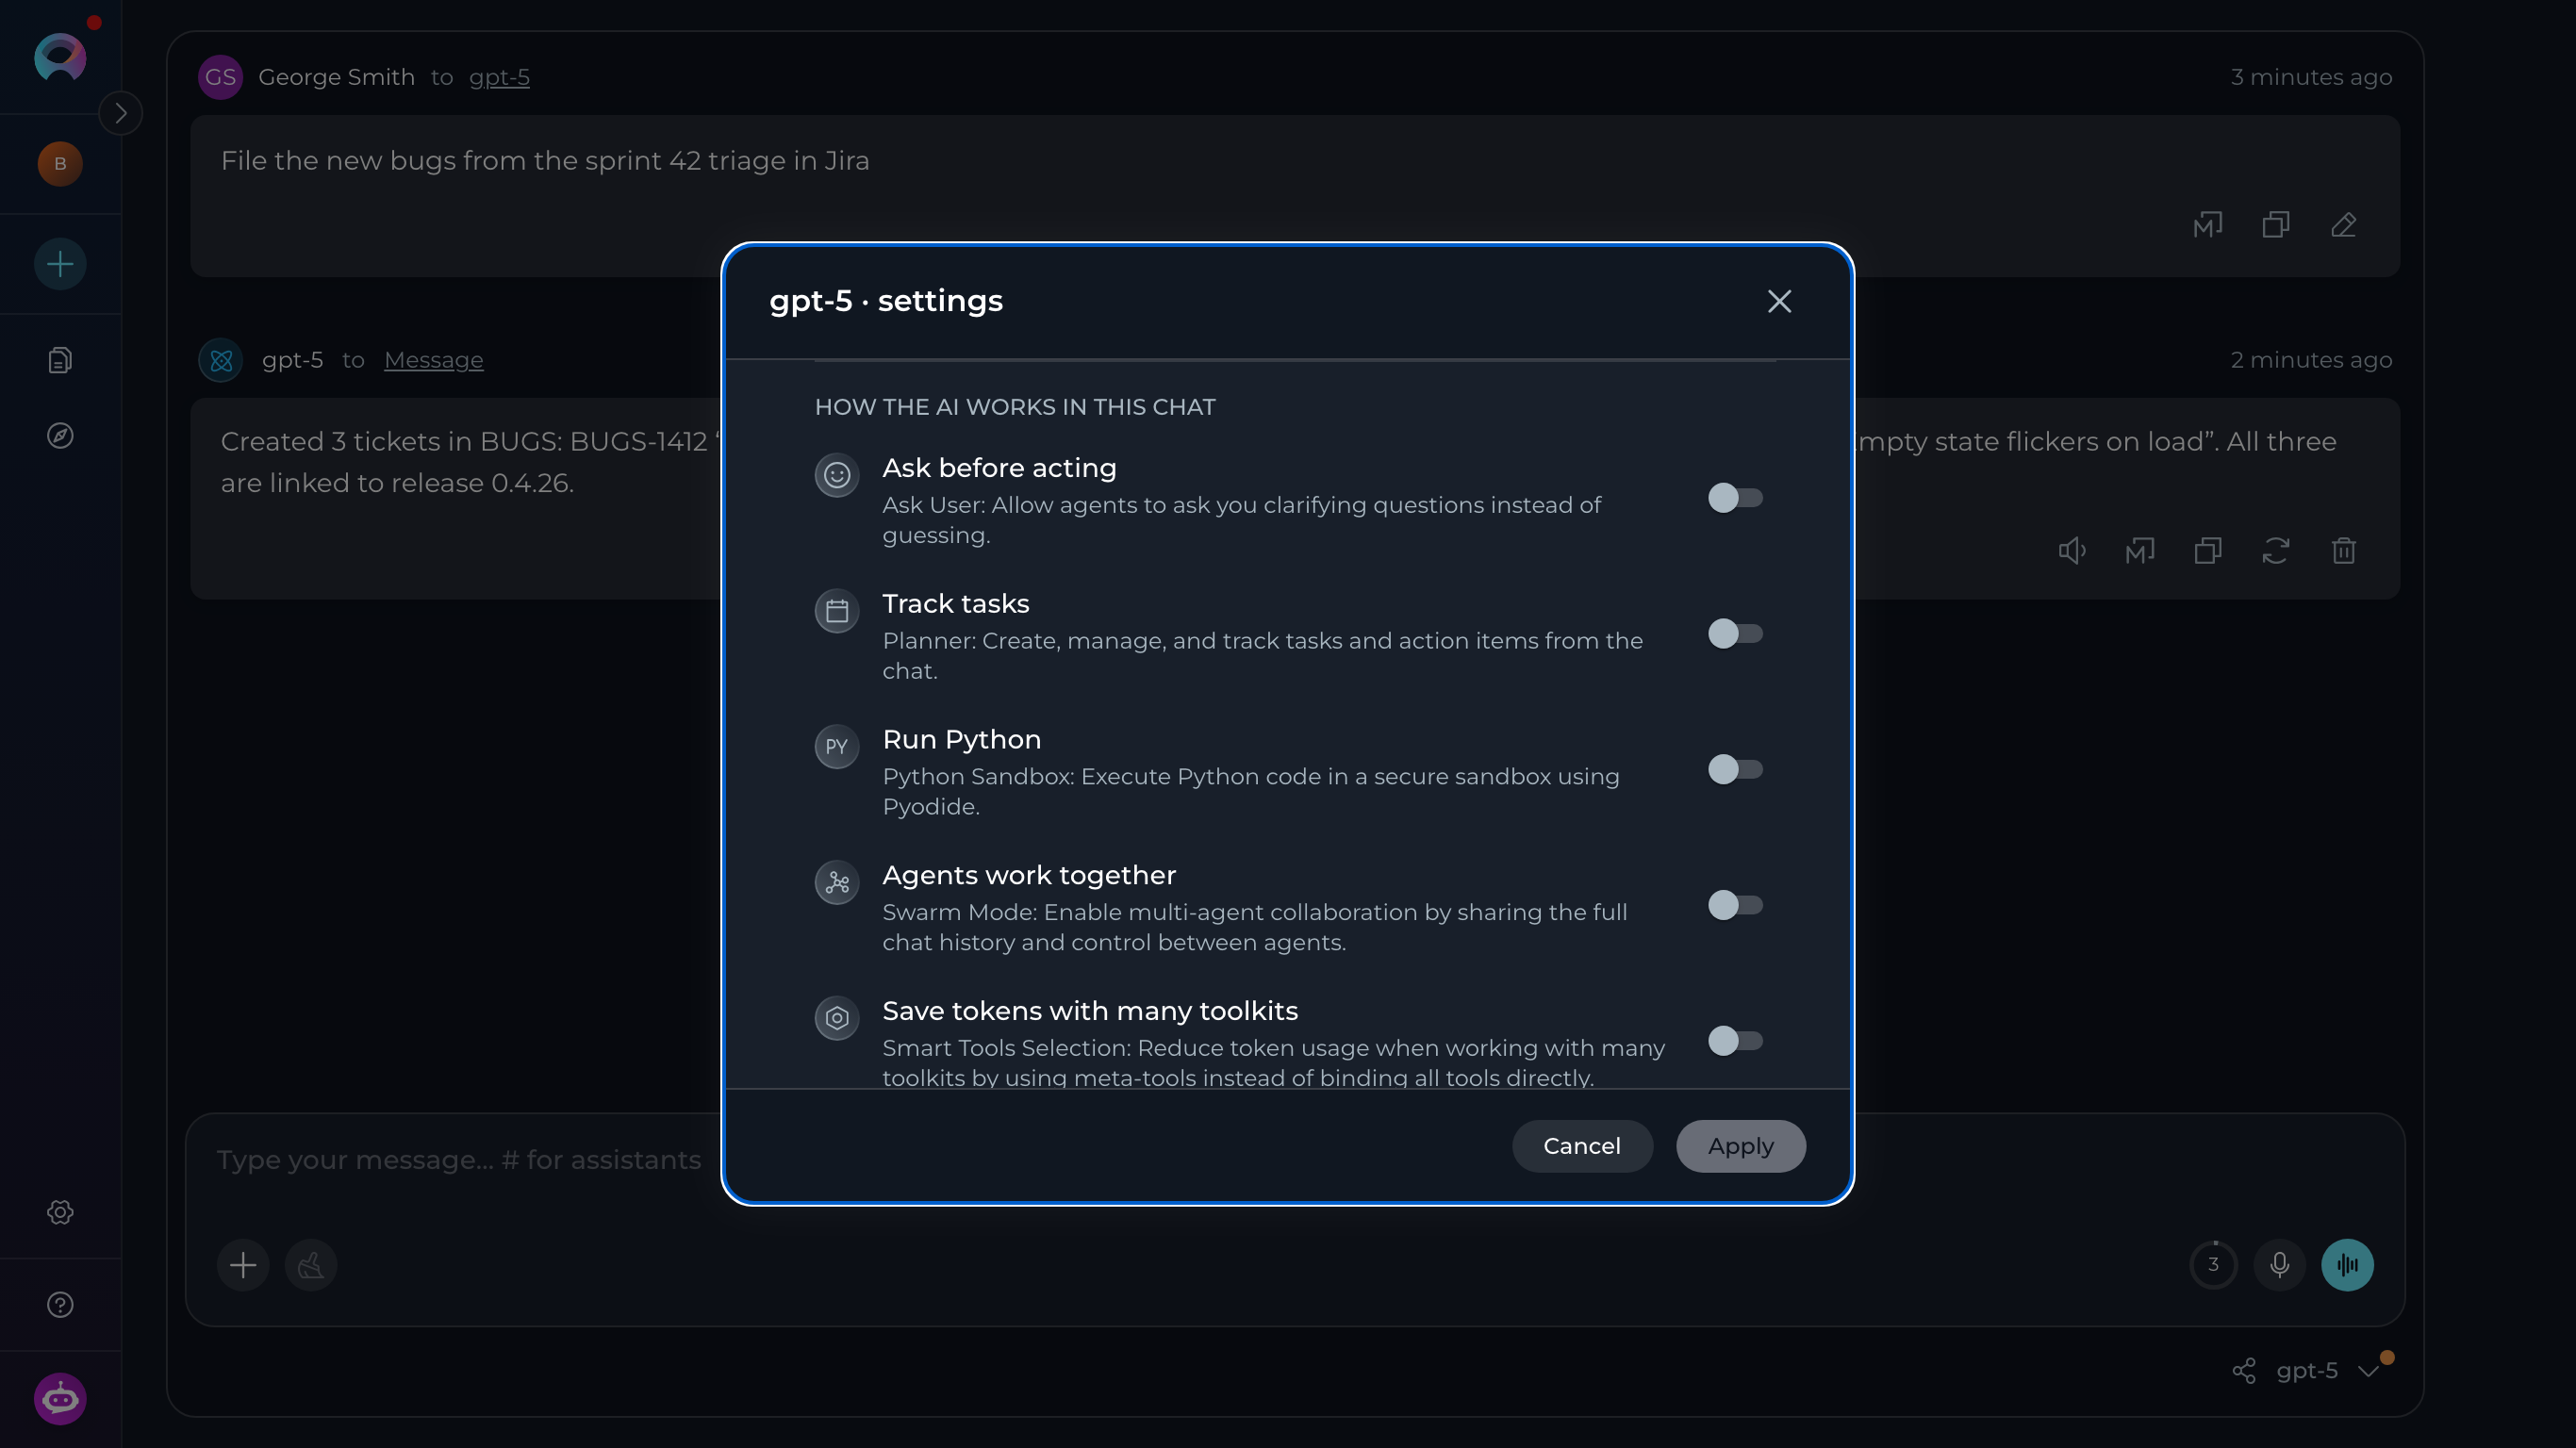 GS George Smith to gpt-5 3 minutes ago
B
File the new bugs from the sprint 42 triage in Jira
gpt-5 to Message 2 minutes ago
Created 3 tickets in BUGS: BUGS-1412 “ mpty state flickers on load”. All three
are linked to release 0.4.26.
gpt-5 · settings
HOW THE AI WORKS IN THIS CHAT
Ask before acting
Ask User: Allow agents to ask you clarifying questions instead of
guessing.
Track tasks
Planner: Create, manage, and track tasks and action items from the
chat.
PY
Run Python
Python Sandbox: Execute Python code in a secure sandbox using
Pyodide.
Agents work together
Swarm Mode: Enable multi-agent collaboration by sharing the full
chat history and control between agents.
Save tokens with many toolkits
Smart Tools Selection: Reduce token usage when working with many
toolkits by using meta-tools instead of binding all tools directly.
Cancel Apply
Type your message... # for assistants
3
gpt-5